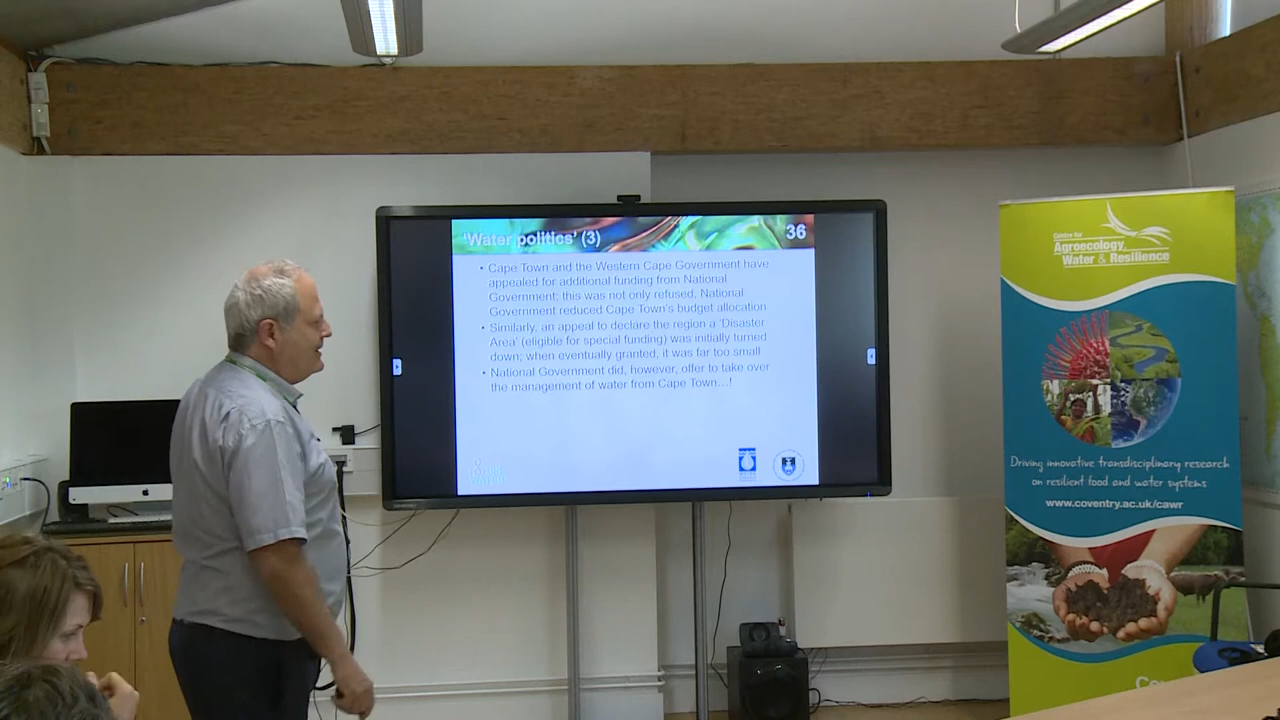 'Water politics' (3)
36
• Cape Town and the Western Cape Government have
appealed for additional funding from National
Government; this was not only refused, National
Government reduced Cape Town's budget allocation
• Similarly, an appeal to declare the region a 'Disaster
Area' (eligible for special funding) was initially turned
down; when eventually granted, it was far too small
• National Government did, however, offer to take over
the management of water from Cape Town…!
Centre for
Agroecology,
Water & Resilience
Driving innovative transdisciplinary research
on resilient food and water systems
www.coventry.ac.uk/cawr